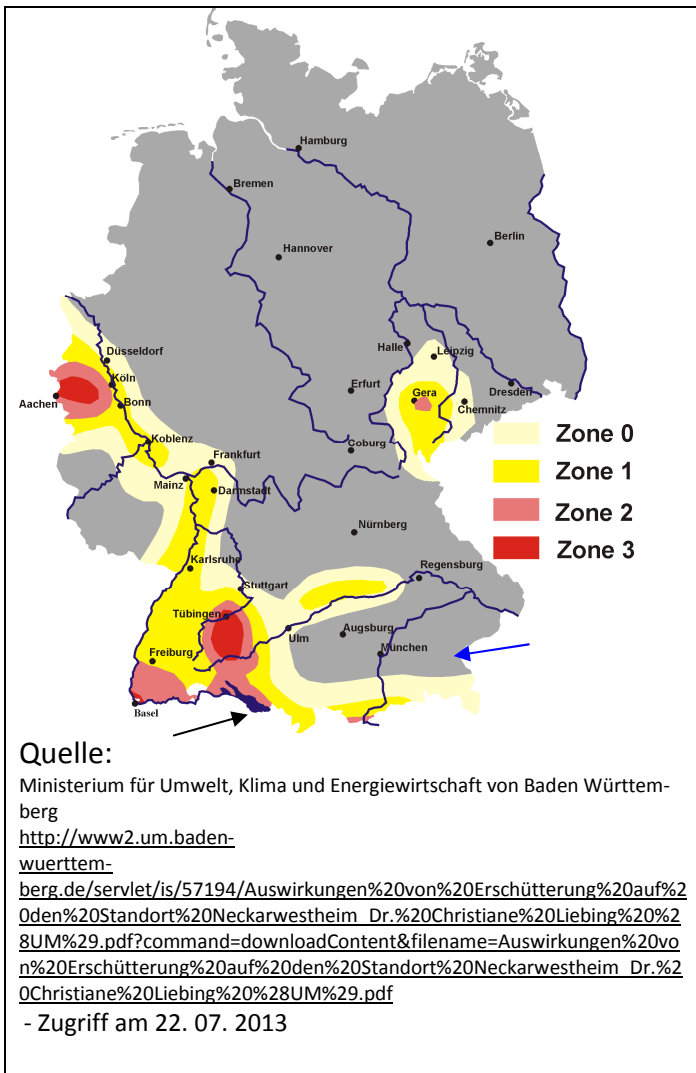 Hamburg
Bremen
Berlin
Hannover
Halle
Leipzig
Düsseldorf
Köln
Erfurt
Gera
Dresden
Aachen
Bonn
Chemnitz
Zone 0
Koblenz
Coburg
Frankfurt
Zone 1
Mainz
Darmstadt
Zone 2
Nürnberg
Zone 3
Karlsruhe
Regensburg
Stuttgart
Tübingen
Ulm
Augsburg
München
Freiburg
Basel
Quelle:
Ministerium für Umwelt, Klima und Energiewirtschaft von Baden Württem-
berg
http://www2.um.baden-
wuerttem-
berg.de/servlet/is/57194/Auswirkungen%20von%20Erschütterung%20auf%2
0den%20Standort%20Neckarwestheim_Dr.%20Christiane%20Liebing%20%2
8UM%29.pdf?command=downloadContent&filename=Auswirkungen%20vo
n%20Erschütterung%20auf%20den%20Standort%20Neckarwestheim_Dr.%2
0Christiane%20Liebing%20%28UM%29.pdf
- Zugriff am 22. 07. 2013